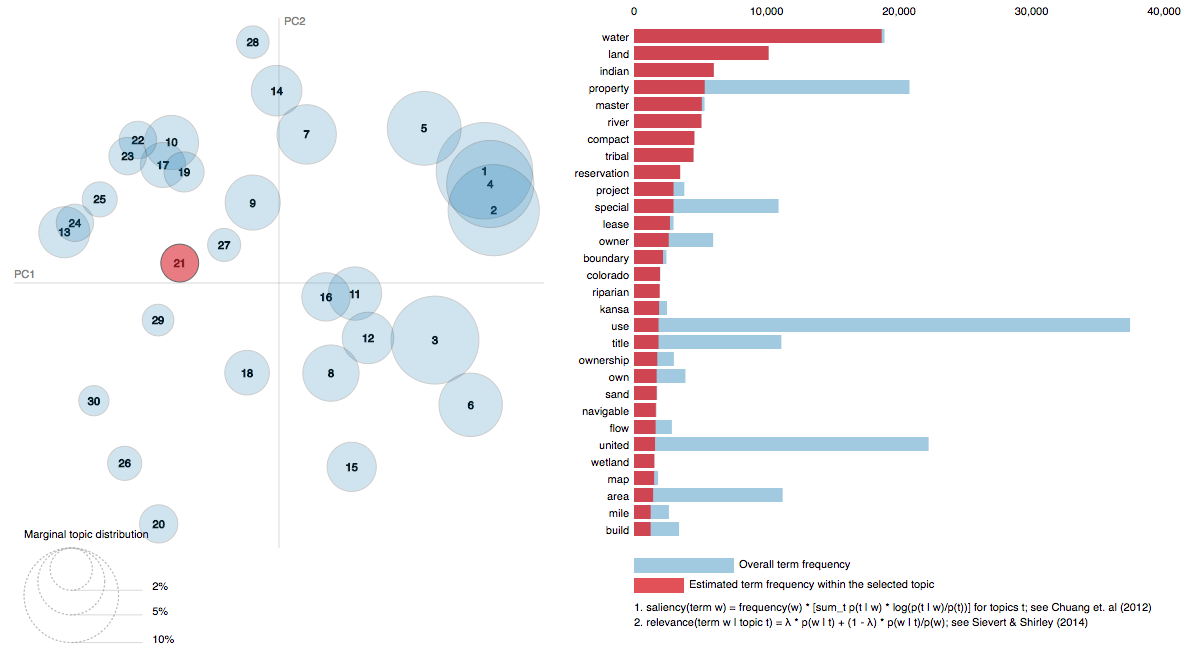 PC2
PC1
28
14
7
5
22
10
23
17
19
1
4
2
25
9
24
13
27
21
16
11
29
12
3
18
8
30
6
26
15
20
Marginal topic distribution
2%
5%
10%
0 10,000 20,000 30,000 40,000
water
land
indian
property
master
river
compact
tribal
reservation
project
special
lease
owner
boundary
colorado
riparian
kansa
use
title
ownership
own
sand
navigable
flow
united
wetland
map
area
mile
build
Overall term frequency
Estimated term frequency within the selected topic
1. saliency(term w) = frequency(w) * [sum_t p(t | w) * log(p(t | w)/p(t))] for topics t; see Chuang et. al (2012)
2. relevance(term w | topic t) = λ * p(w | t) + (1 - λ) * p(w | t)/p(w); see Sievert & Shirley (2014)